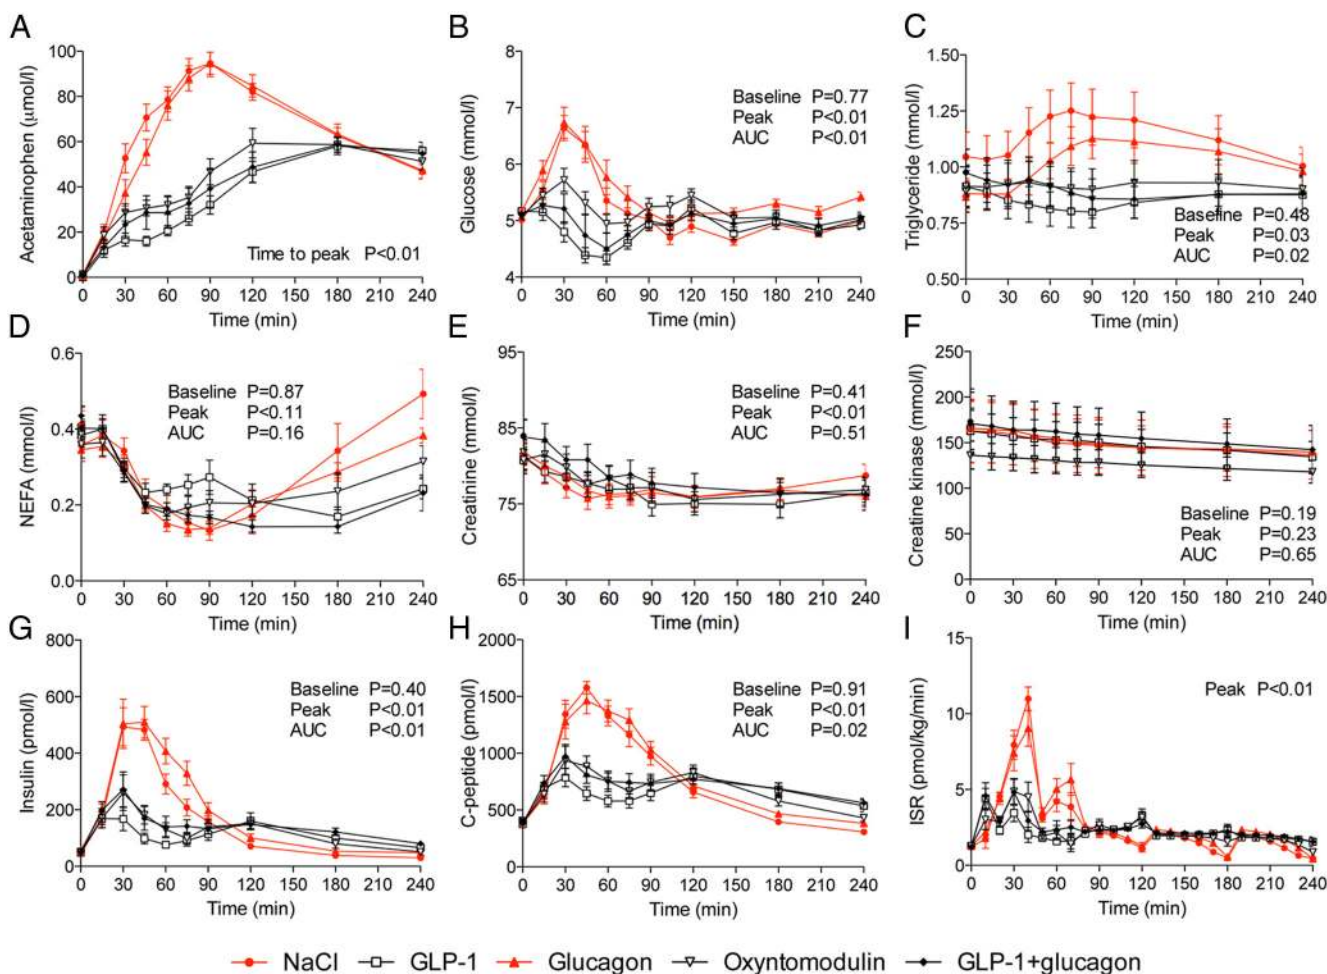 A
Acetaminophen (μmol/l)
100
80
60
40
20
0
Time to peak P<0.01
0 30 60 90 120 150 180 210 240
Time (min)
B
Glucose (mmol/l)
8
7
6
5
4
Baseline P=0.77
Peak P<0.01
AUC P<0.01
0 30 60 90 120 150 180 210 240
Time (min)
C
Triglyceride (mmol/l)
1.50
1.25
1.00
0.75
0.50
Baseline P=0.48
Peak P=0.03
AUC P=0.02
0 30 60 90 120 150 180 210 240
Time (min)
D
NEFA (mmol/l)
0.6
0.4
0.2
0.0
Baseline P=0.87
Peak P<0.11
AUC P=0.16
0 30 60 90 120 150 180 210 240
Time (min)
E
Creatinine (mmol/l)
95
85
75
65
Baseline P=0.41
Peak P<0.01
AUC P=0.51
0 30 60 90 120 150 180 210 240
Time (min)
F
Creatine kinase (mmol/l)
250
200
150
100
50
0
Baseline P=0.19
Peak P=0.23
AUC P=0.65
0 30 60 90 120 150 180 210 240
Time (min)
G
Insulin (pmol/l)
800
600
400
200
0
Baseline P=0.40
Peak P<0.01
AUC P<0.01
0 30 60 90 120 150 180 210 240
Time (min)
H
C-peptide (pmol/l)
2000
1500
1000
500
0
Baseline P=0.91
Peak P<0.01
AUC P=0.02
0 30 60 90 120 150 180 210 240
Time (min)
I
ISR (pmol/kg/min)
15
10
5
0
Peak P<0.01
0 30 60 90 120 150 180 210 240
Time (min)
NaCl GLP-1 Glucagon Oxyntomodulin GLP-1+glucagon